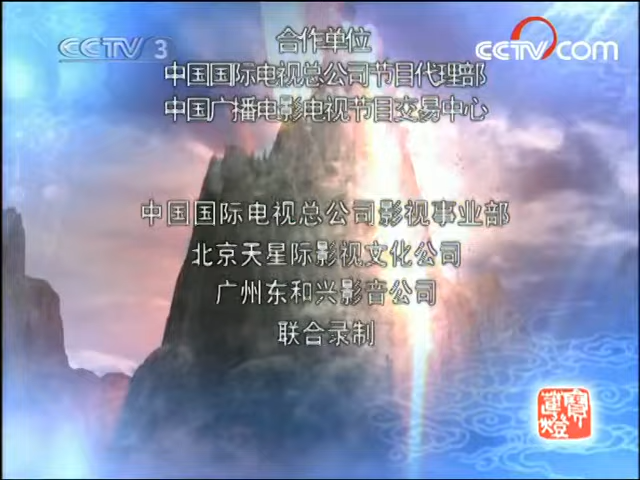 合作单位
CCTV 3
CCTV.com
中国国际电视总公司节目代理部
中国广播电影电视节目交易中心
中国国际电视总公司影视事业部
北京天星际影视文化公司
广州东和兴影音公司
联合录制
寶莲燈